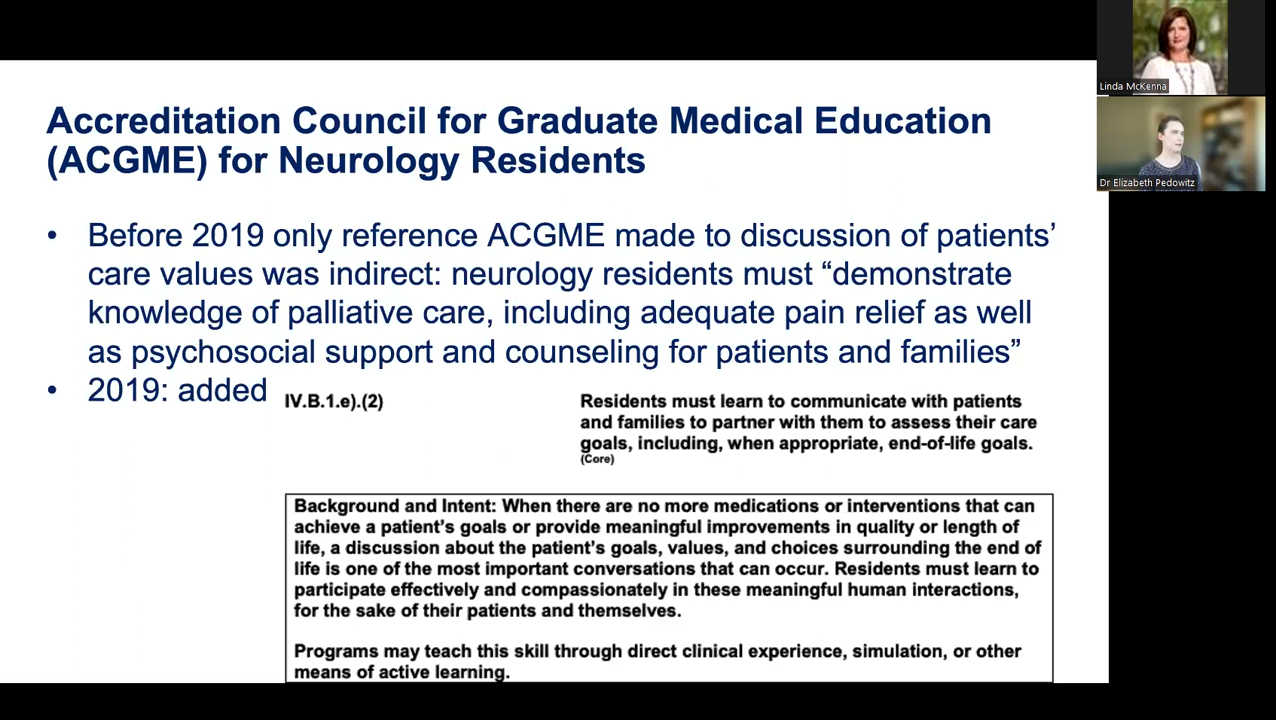 Accreditation Council for Graduate Medical Education
(ACGME) for Neurology Residents
• Before 2019 only reference ACGME made to discussion of patients’
care values was indirect: neurology residents must “demonstrate
knowledge of palliative care, including adequate pain relief as well
as psychosocial support and counseling for patients and families”
• 2019: added
IV.B.1.e).(2)
Residents must learn to communicate with patients
and families to partner with them to assess their care
goals, including, when appropriate, end-of-life goals.
(Core)
Background and Intent: When there are no more medications or interventions that can
achieve a patient’s goals or provide meaningful improvements in quality or length of
life, a discussion about the patient’s goals, values, and choices surrounding the end of
life is one of the most important conversations that can occur. Residents must learn to
participate effectively and compassionately in these meaningful human interactions,
for the sake of their patients and themselves.
Programs may teach this skill through direct clinical experience, simulation, or other
means of active learning.
Linda McKenna
Dr Elizabeth Pedowitz